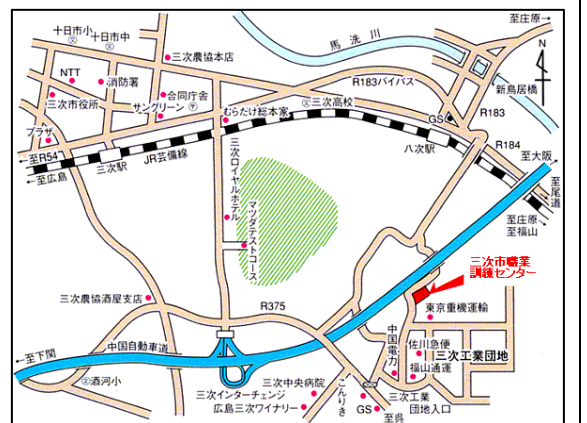 至庄原→
十日市小
十日市中
文
文
三次農協本店
馬洗川
N
NTT
消防署
合同庁舎
サングリーン
〒
三次市役所
むらたけ総本家
文三次高校
R183バイパス
新鳥居橋
GS
R183
プラザ
R184
←至R54
←至広島
三次駅
JR芸備線
八次駅
至大阪
至尾道
至庄原
至福山
三次ロイヤルホテル
マツダテストコース
三次市職業
訓練センター
三次農協酒屋支店
R375
東京重機運輸
中国自動車道
中国電力
佐川急便
三次工業団地
福山通運
←至下関
文酒河小
三次インターチェンジ
三次中央病院
広島三次ワイナリー
こんりき
GS
三次工業
団地入口
至呉